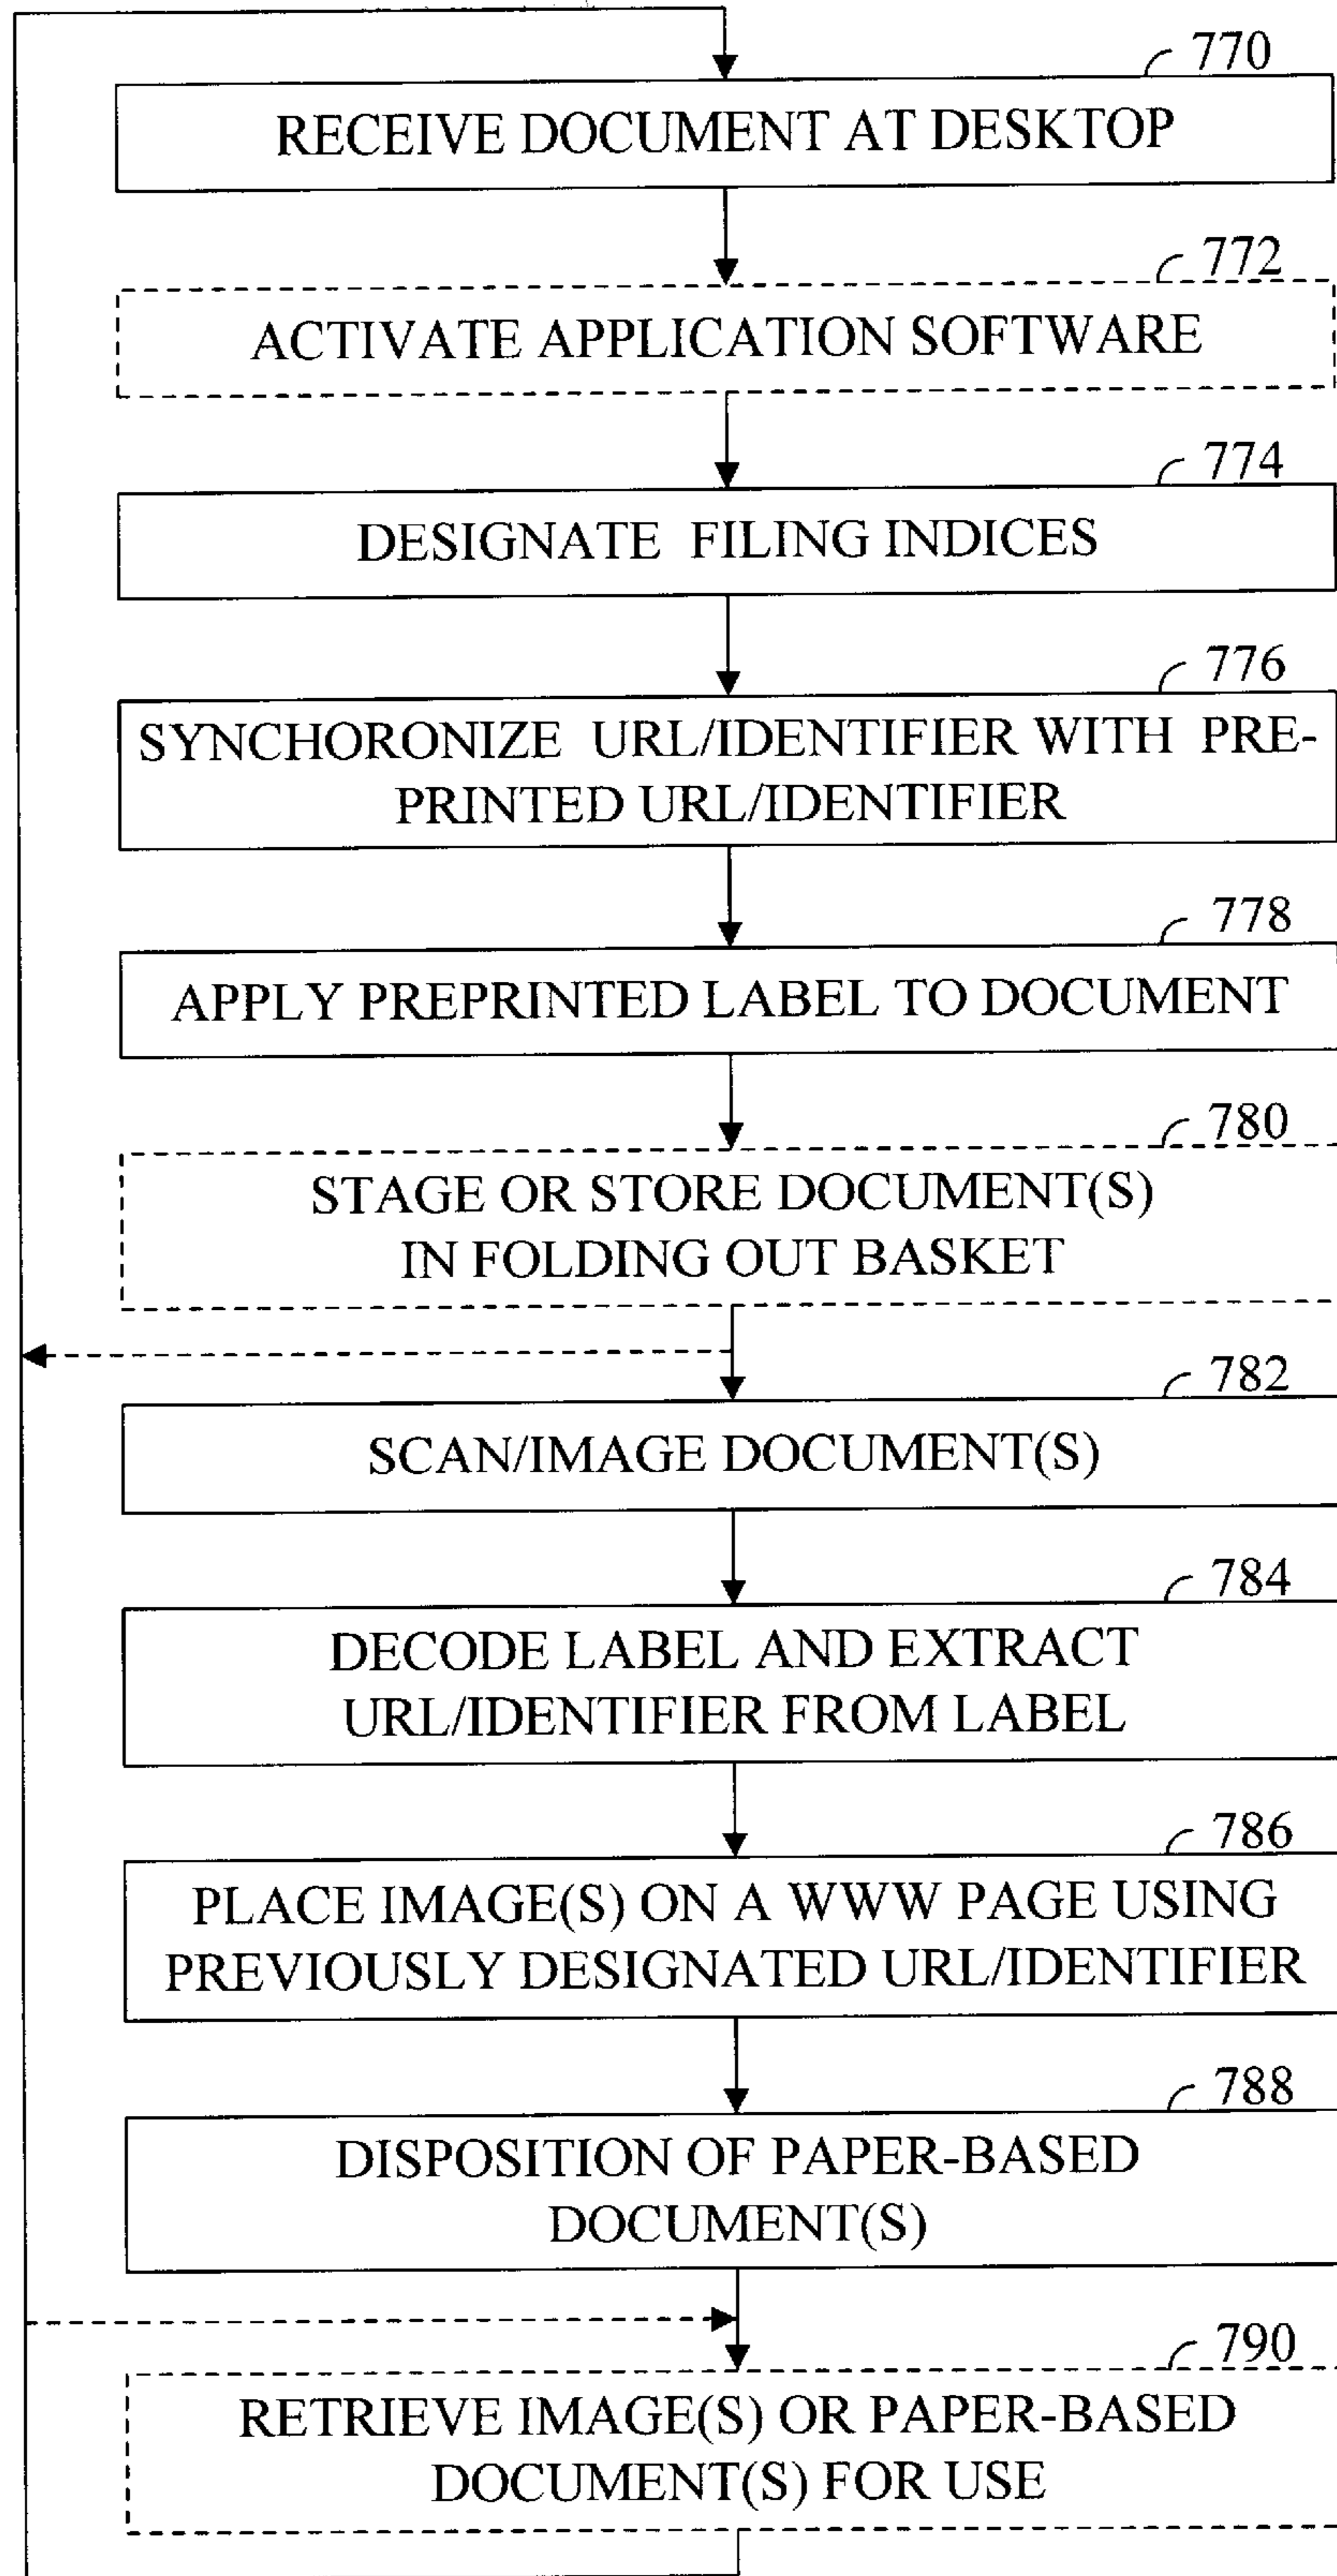 770
RECEIVE DOCUMENT AT DESKTOP
772
ACTIVATE APPLICATION SOFTWARE
774
DESIGNATE FILING INDICES
776
SYNCHORONIZE URL/IDENTIFIER WITH PRE-
PRINTED URL/IDENTIFIER
778
APPLY PREPRINTED LABEL TO DOCUMENT
780
STAGE OR STORE DOCUMENT(S)
IN FOLDING OUT BASKET
782
SCAN/IMAGE DOCUMENT(S)
784
DECODE LABEL AND EXTRACT
URL/IDENTIFIER FROM LABEL
786
PLACE IMAGE(S) ON A WWW PAGE USING
PREVIOUSLY DESIGNATED URL/IDENTIFIER
788
DISPOSITION OF PAPER-BASED
DOCUMENT(S)
790
RETRIEVE IMAGE(S) OR PAPER-BASED
DOCUMENT(S) FOR USE